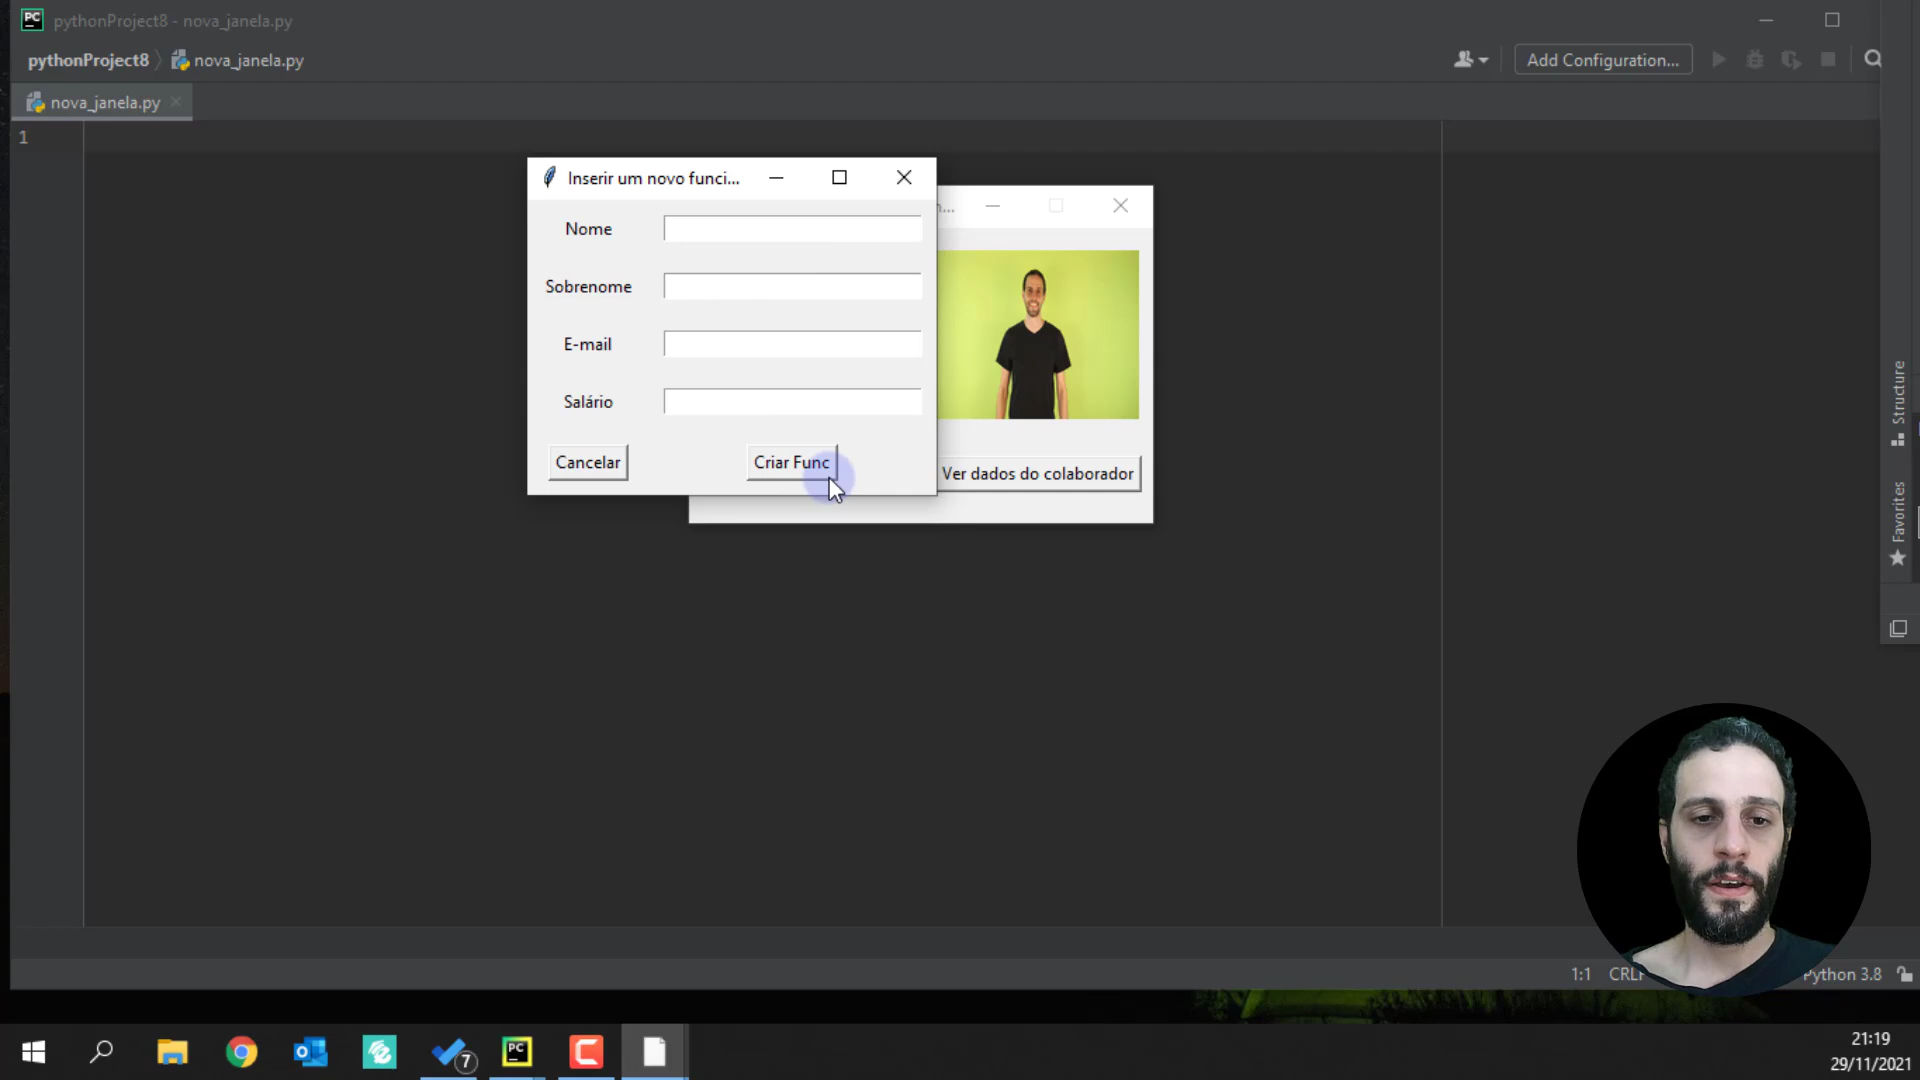 pythonProject8 - nova_janela.py
pythonProject8 nova_janela.py
Add Configuration...
nova_janela.py
1
Inserir um novo funci...
Nome
Sobrenome
E-mail
Salário
Cancelar
Criar Func
Ver dados do colaborador
Structure
Favorites
1:1
Python 3.8
7
21:19
29/11/2021